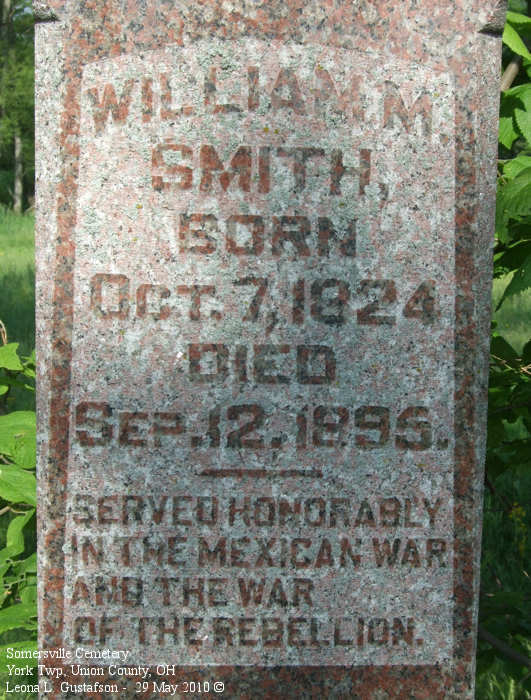 WILLIAM M.
SMITH,
BORN
OCT. 7, 1824
DIED
SEP. 12, 1895.
SERVED HONORABLY
IN THE MEXICAN WAR
AND THE WAR
OF THE REBELLION.
Somersville Cemetery
York Twp, Union County, OH
Leona L. Gustafson - 29 May 2010 ©